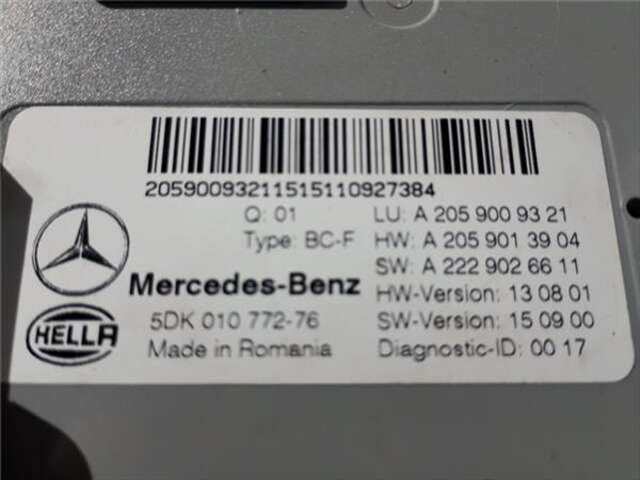 20590093211515110927384
Q: 01
LU: A 205 900 93 21
Type: BC-F
HW: A 205 901 39 04
SW: A 222 902 66 11
Mercedes-Benz
HW-Version: 13 08 01
HELLA
5DK 010 772-76
SW-Version: 15 09 00
Made in Romania
Diagnostic-ID: 00 17